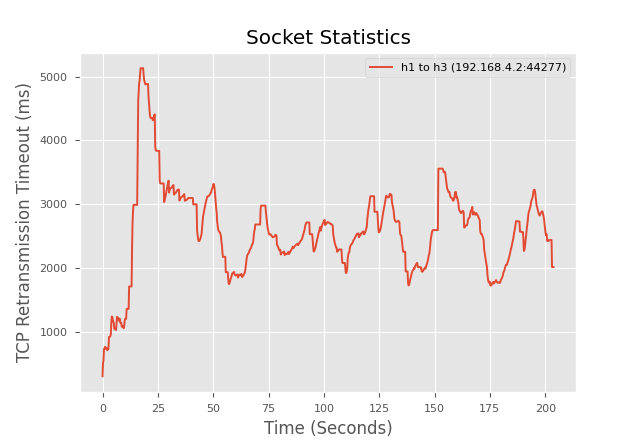 Socket Statistics
h1 to h3 (192.168.4.2:44277)
TCP Retransmission Timeout (ms)
5000
4000
3000
2000
1000
0 25 50 75 100 125 150 175 200
Time (Seconds)